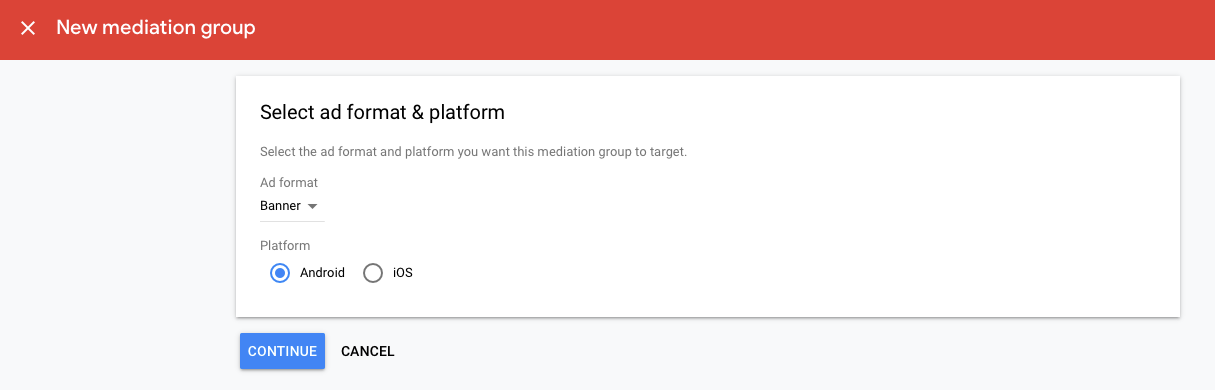 New mediation group
Select ad format & platform
Select the ad format and platform you want this mediation group to target.
Ad format
Banner
Platform
Android iOS
CONTINUE CANCEL